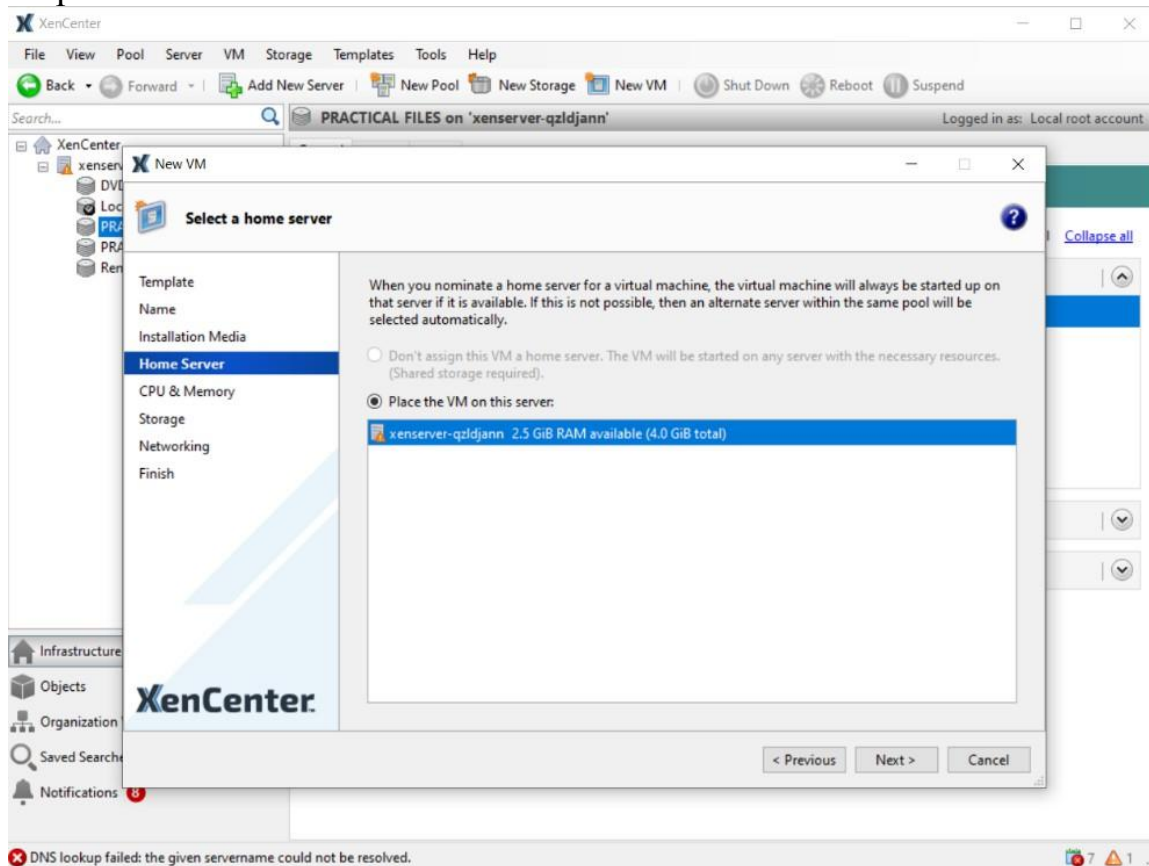 XenCenter
File View Pool Server VM Storage Templates Tools Help
Back Forward Add New Server New Pool New Storage New VM Shut Down Reboot Suspend
Search... PRACTICAL FILES on 'xenserver-qzldjann' Logged in as: Local root account
XenCenter
xenserv
DVD
Loc
PRA
PRA
Ren
New VM
Select a home server
Collapse all
Template
Name
Installation Media
Home Server
CPU & Memory
Storage
Networking
Finish
When you nominate a home server for a virtual machine, the virtual machine will always be started up on
that server if it is available. If this is not possible, then an alternate server within the same pool will be
selected automatically.
Don't assign this VM a home server. The VM will be started on any server with the necessary resources.
(Shared storage required).
Place the VM on this server:
xenserver-qzldjann 2.5 GiB RAM available (4.0 GiB total)
XenCenter
< Previous Next > Cancel
Infrastructure
Objects
Organization
Saved Searche
Notifications 8
DNS lookup failed: the given servername could not be resolved. 7 1